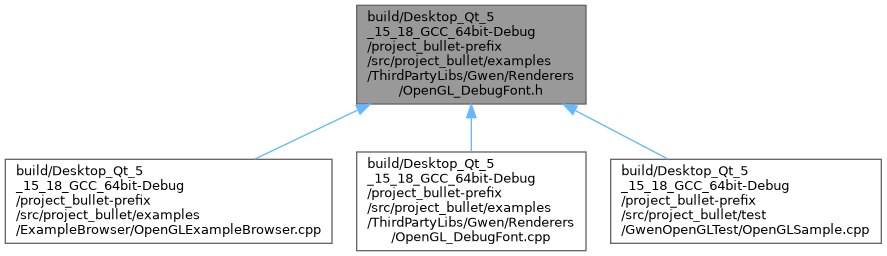 build/Desktop_Qt_5
_15_18_GCC_64bit-Debug
/project_bullet-prefix
/src/project_bullet/examples
/ThirdPartyLibs/Gwen/Renderers
/OpenGL_DebugFont.h
build/Desktop_Qt_5
_15_18_GCC_64bit-Debug
/project_bullet-prefix
/src/project_bullet/examples
/ExampleBrowser/OpenGLExampleBrowser.cpp
build/Desktop_Qt_5
_15_18_GCC_64bit-Debug
/project_bullet-prefix
/src/project_bullet/examples
/ThirdPartyLibs/Gwen/Renderers
/OpenGL_DebugFont.cpp
build/Desktop_Qt_5
_15_18_GCC_64bit-Debug
/project_bullet-prefix
/src/project_bullet/test
/GwenOpenGLTest/OpenGLSample.cpp